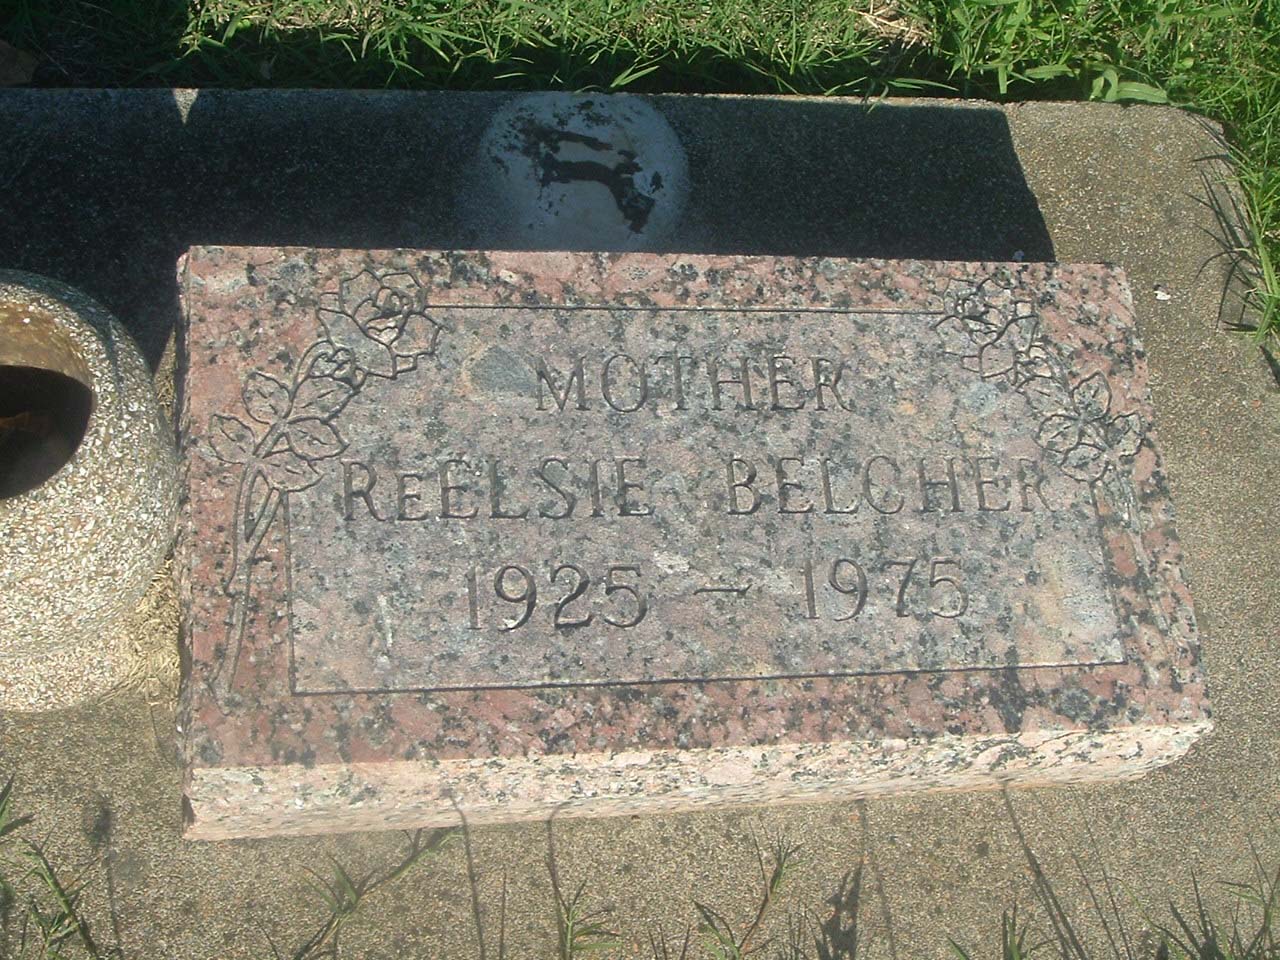 MOTHER
REELSIE BELCHER
1925 - 1975